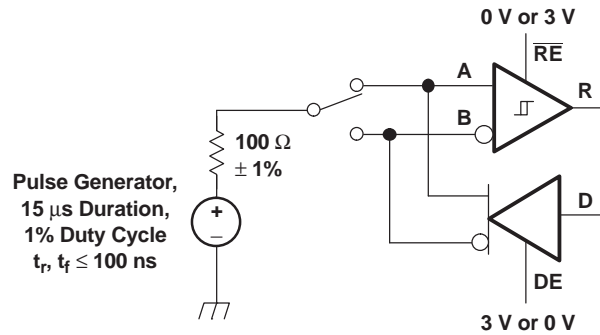 0 V or 3 V
RE
A
R
B
100 Ω
± 1%
Pulse Generator,
15 μs Duration,
1% Duty Cycle
tr, tf ≤ 100 ns
+
–
D
DE
3 V or 0 V